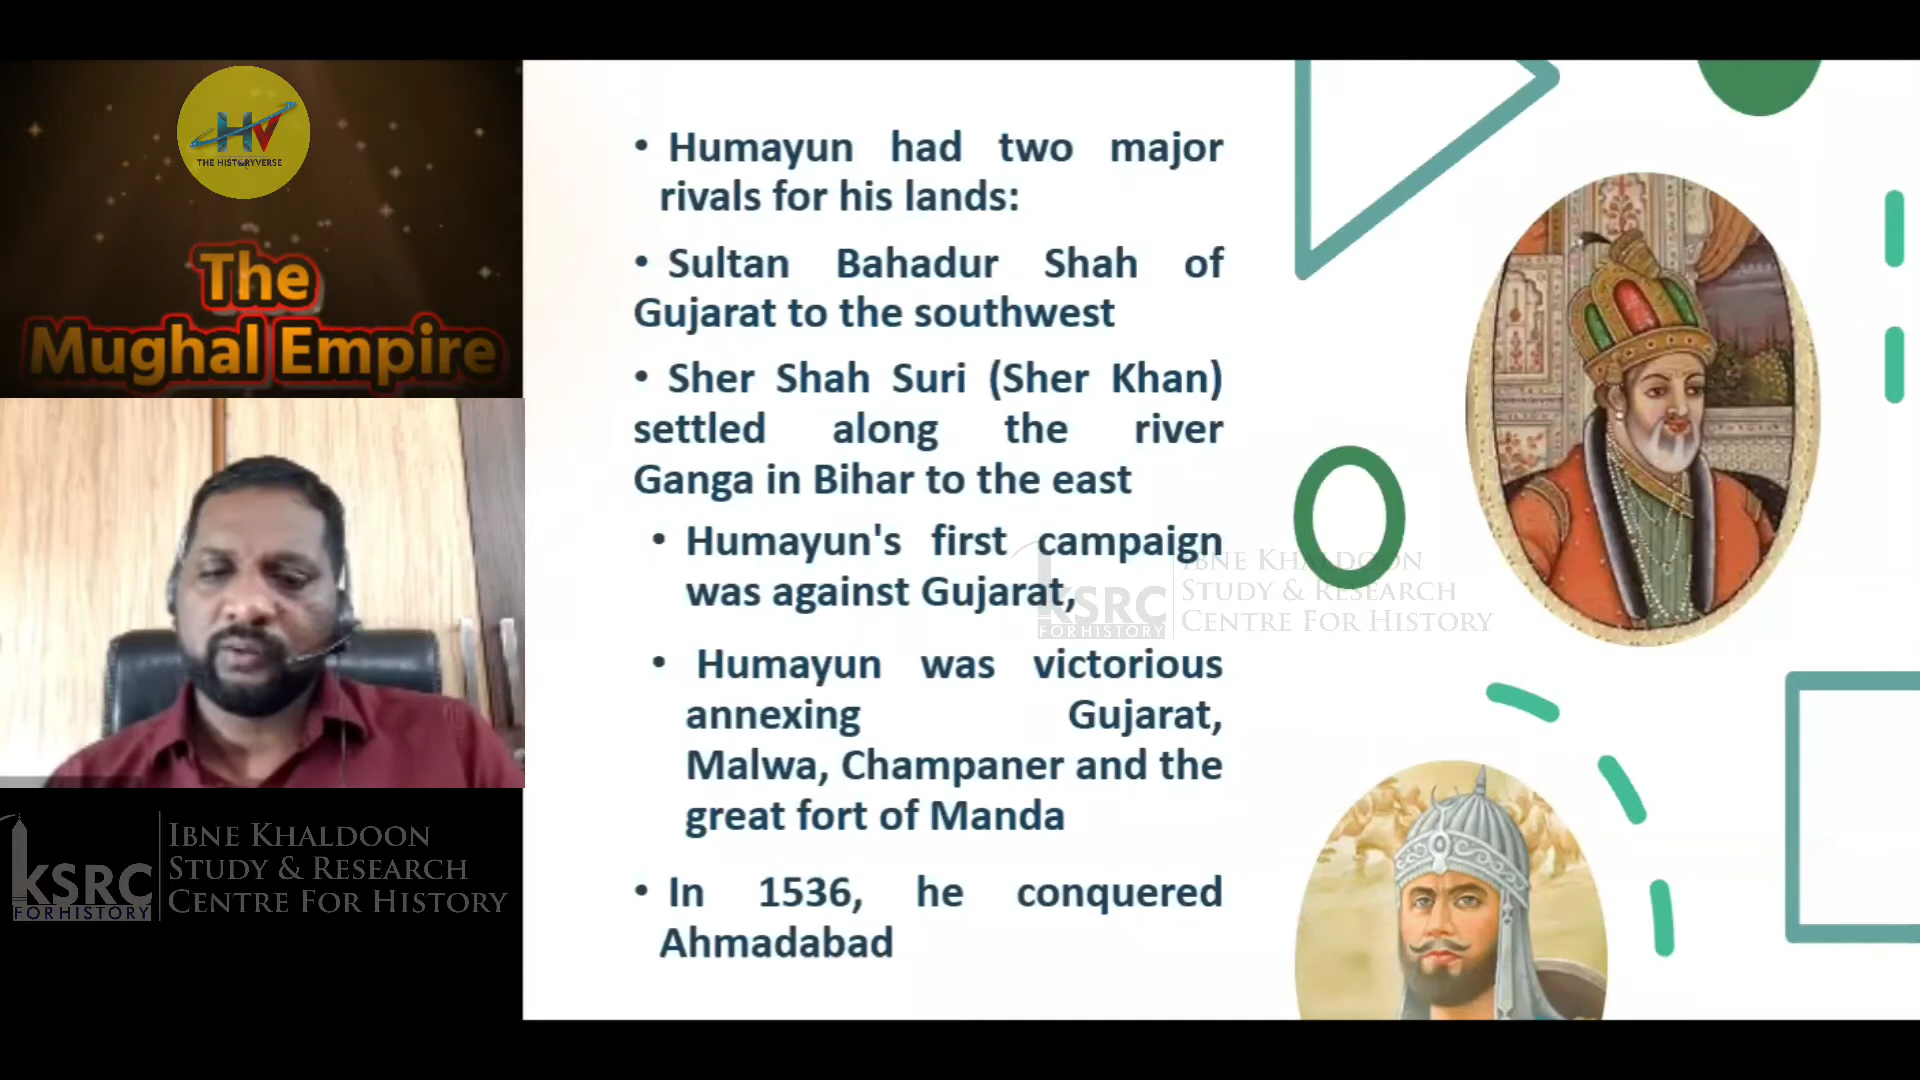 HV
THE HISTORYVERSE
The
Mughal Empire
KSRC
FOR HISTORY
IBNE KHALDOON
STUDY & RESEARCH
CENTRE FOR HISTORY
• Humayun had two major
rivals for his lands:
• Sultan Bahadur Shah of
Gujarat to the southwest
• Sher Shah Suri (Sher Khan)
settled along the river
Ganga in Bihar to the east
• Humayun's first campaign
was against Gujarat,
• Humayun was victorious
annexing Gujarat,
Malwa, Champaner and the
great fort of Manda
• In 1536, he conquered
Ahmadabad
KSRC
FOR HISTORY
IBNE KHALDOON
STUDY & RESEARCH
CENTRE FOR HISTORY